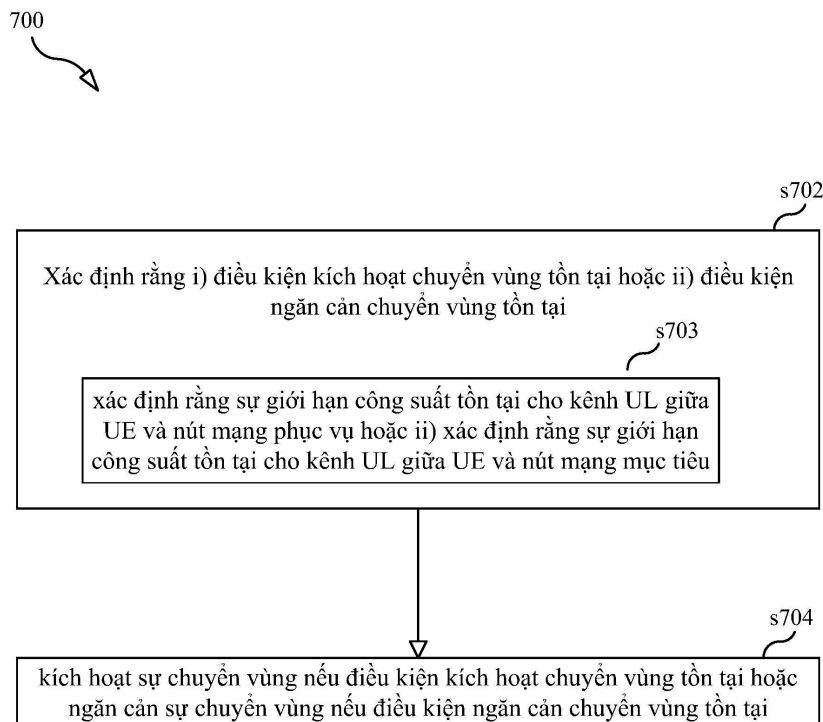 700
s702
Xác định rằng i) điều kiện kích hoạt chuyển vùng tồn tại hoặc ii) điều kiện
ngăn cản chuyển vùng tồn tại
s703
xác định rằng sự giới hạn công suất tồn tại cho kênh UL giữa
UE và nút mạng phục vụ hoặc ii) xác định rằng sự giới hạn
công suất tồn tại cho kênh UL giữa UE và nút mạng mục tiêu
s704
kích hoạt sự chuyển vùng nếu điều kiện kích hoạt chuyển vùng tồn tại hoặc
ngăn cản sự chuyển vùng nếu điều kiện ngăn cản chuyển vùng tồn tại